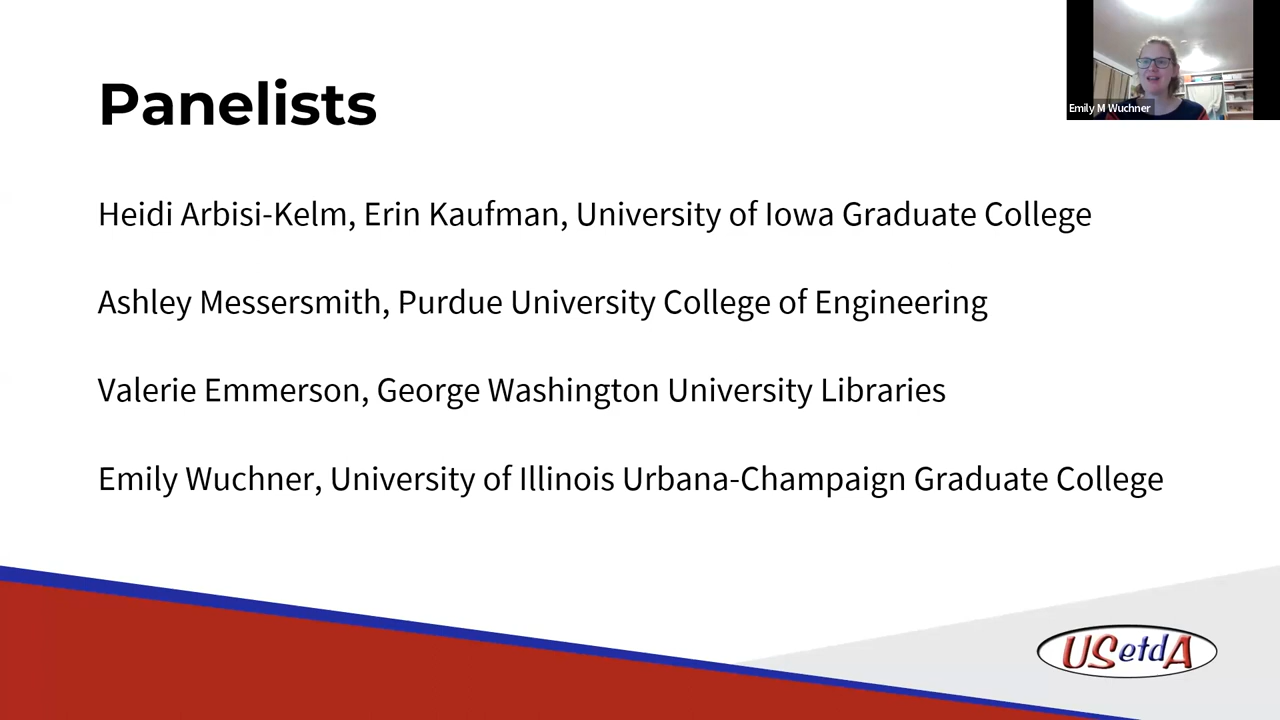 Panelists
Emily M Wuchner
Heidi Arbisi-Kelm, Erin Kaufman, University of Iowa Graduate College
Ashley Messersmith, Purdue University College of Engineering
Valerie Emmerson, George Washington University Libraries
Emily Wuchner, University of Illinois Urbana-Champaign Graduate College
USetdA